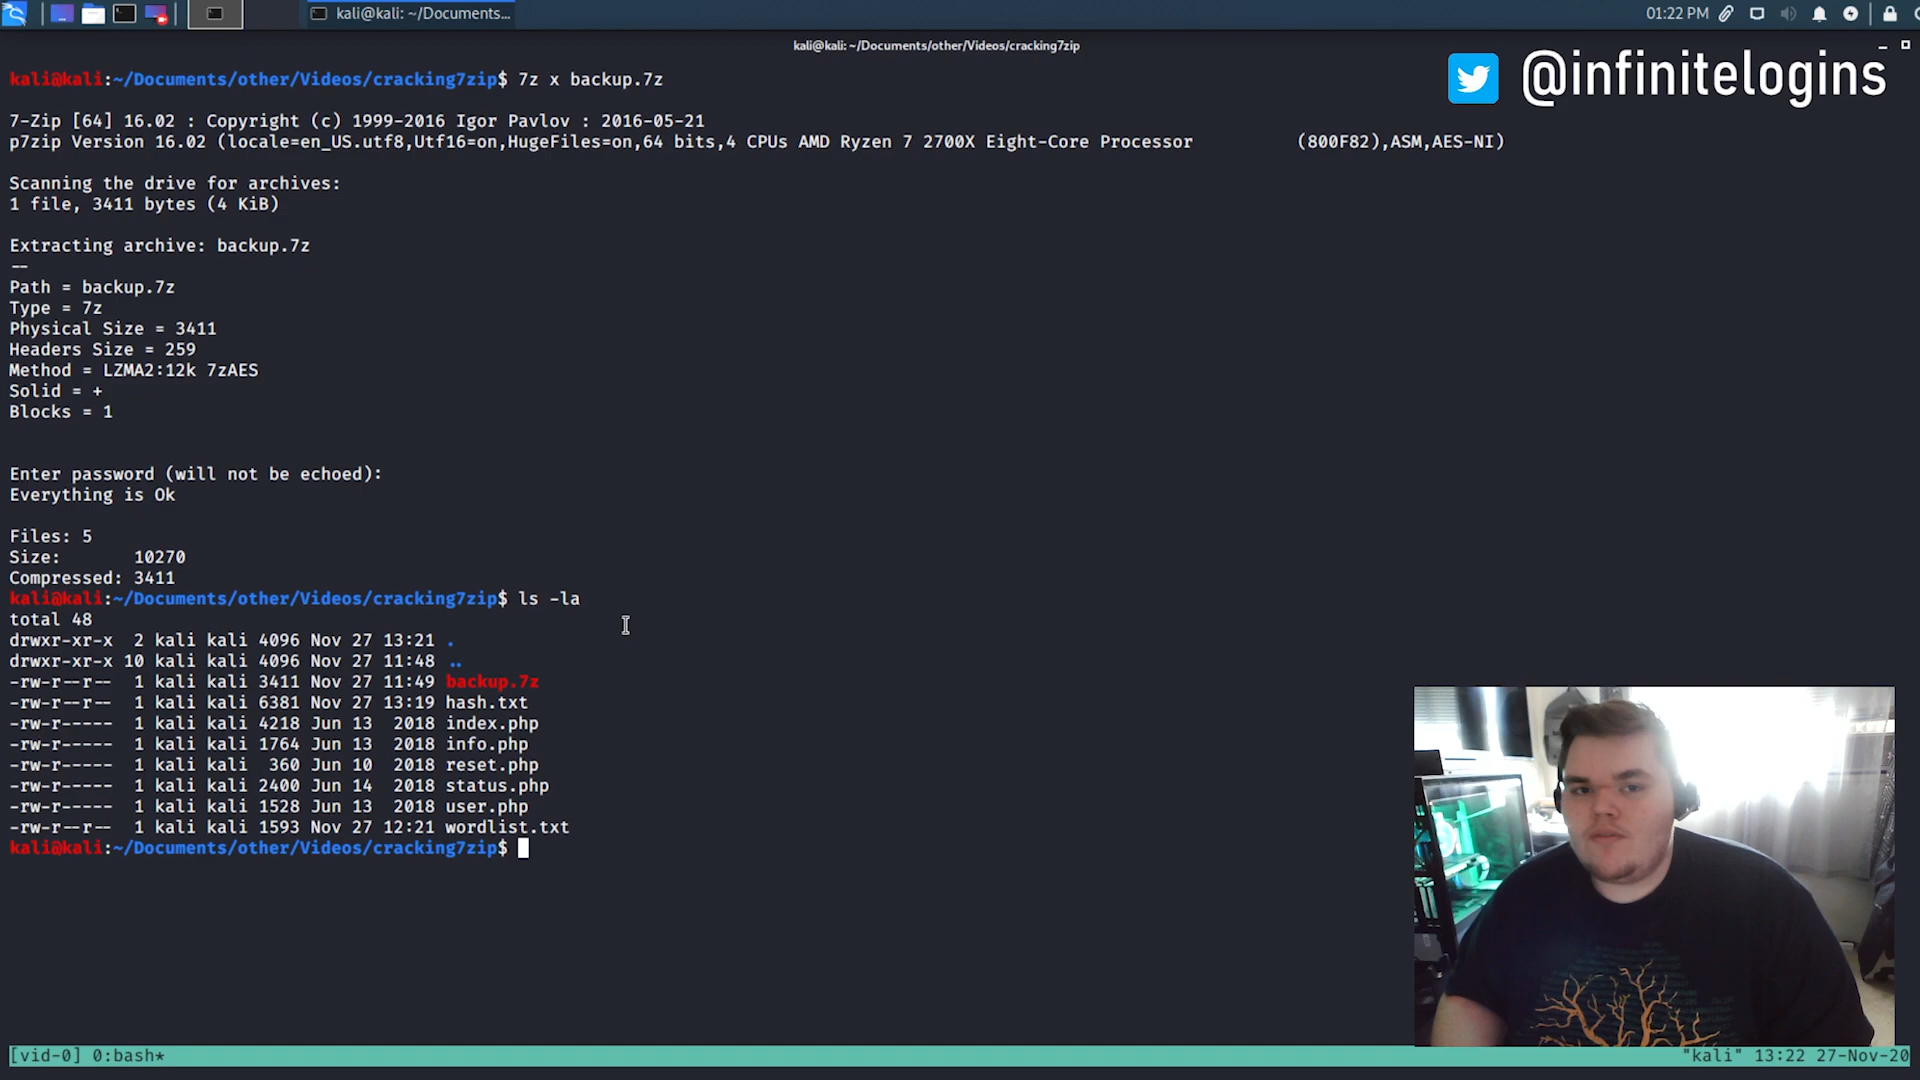 kali@kali: ~/Documents...
01:22 PM
kali@kali: ~/Documents/other/Videos/cracking7zip
@infinitelogins
kali@kali:~/Documents/other/Videos/cracking7zip$ 7z x backup.7z
7-Zip [64] 16.02 : Copyright (c) 1999-2016 Igor Pavlov : 2016-05-21
p7zip Version 16.02 (locale=en_US.utf8,Utf16=on,HugeFiles=on,64 bits,4 CPUs AMD Ryzen 7 2700X Eight-Core Processor          (800F82),ASM,AES-NI)
Scanning the drive for archives:
1 file, 3411 bytes (4 KiB)
Extracting archive: backup.7z
--
Path = backup.7z
Type = 7z
Physical Size = 3411
Headers Size = 259
Method = LZMA2:12k 7zAES
Solid = +
Blocks = 1
Enter password (will not be echoed):
Everything is Ok
Files: 5
Size:       10270
Compressed: 3411
kali@kali:~/Documents/other/Videos/cracking7zip$ ls -la
total 48
drwxr-xr-x  2 kali kali 4096 Nov 27 13:21 .
drwxr-xr-x 10 kali kali 4096 Nov 27 11:48 ..
-rw-r--r--  1 kali kali 3411 Nov 27 11:49 backup.7z
-rw-r--r--  1 kali kali 6381 Nov 27 13:19 hash.txt
-rw-r-----  1 kali kali 4218 Jun 13  2018 index.php
-rw-r-----  1 kali kali 1764 Jun 13  2018 info.php
-rw-r-----  1 kali kali  360 Jun 10  2018 reset.php
-rw-r-----  1 kali kali 2400 Jun 14  2018 status.php
-rw-r-----  1 kali kali 1528 Jun 13  2018 user.php
-rw-r--r--  1 kali kali 1593 Nov 27 12:21 wordlist.txt
kali@kali:~/Documents/other/Videos/cracking7zip$
[vid-0] 0:bash*
"kali" 13:22 27-Nov-20